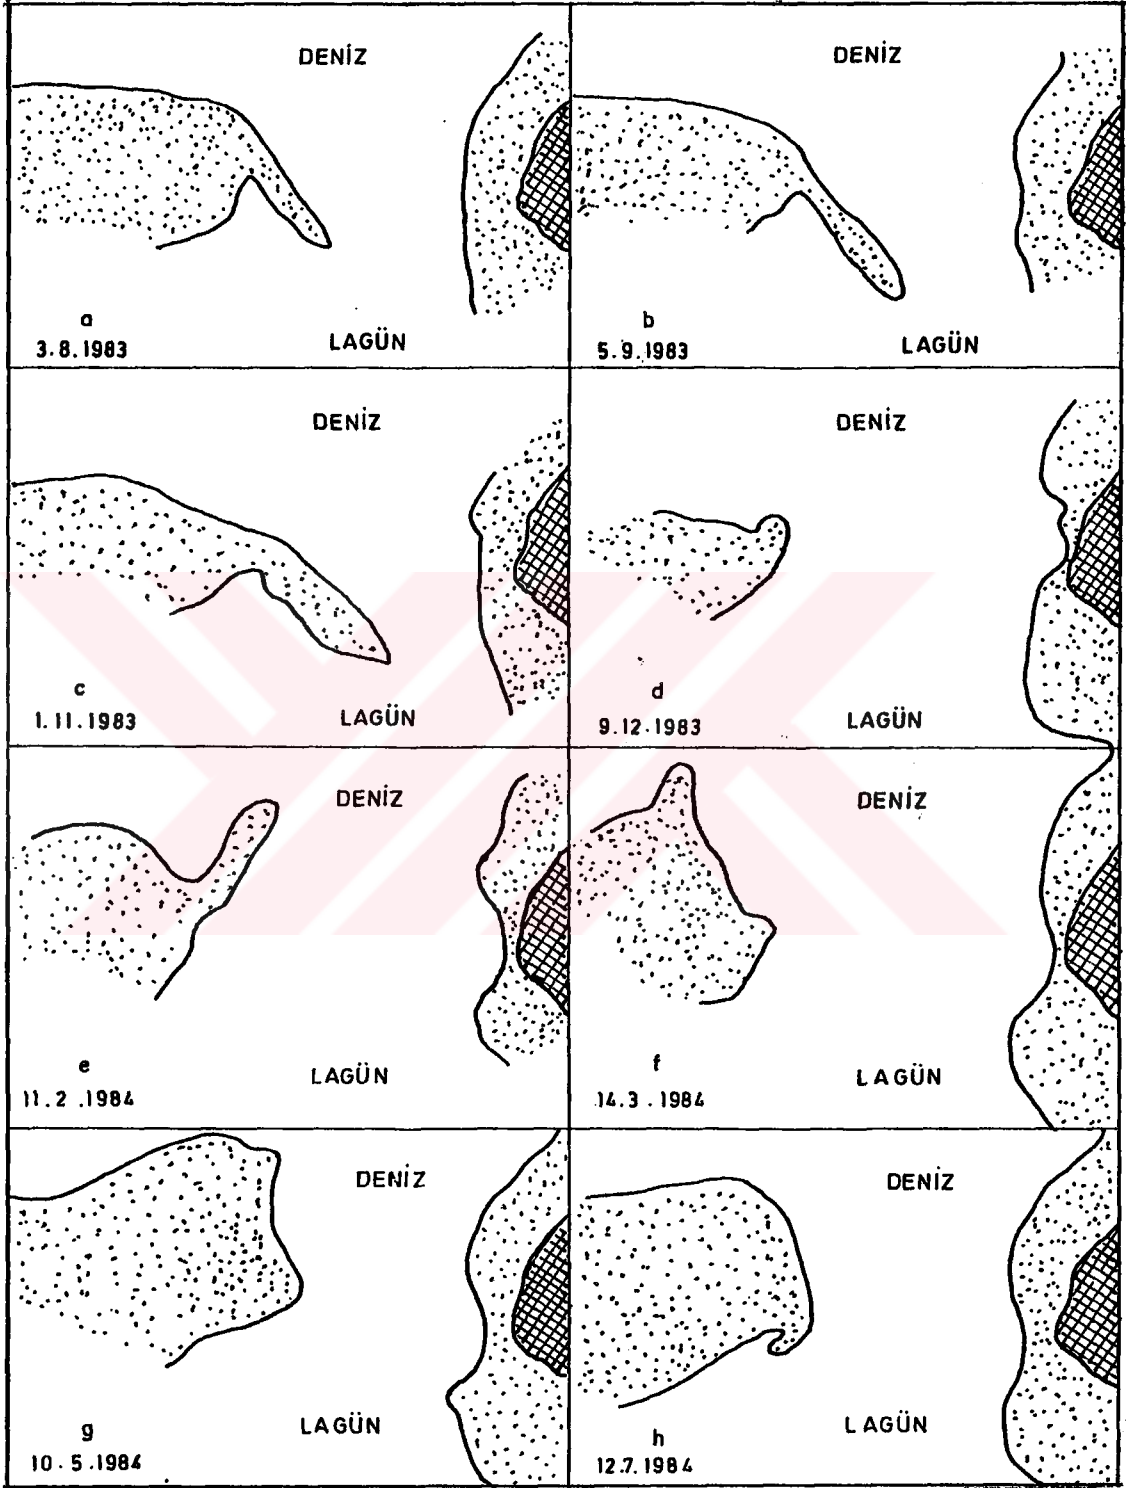 DENİZ
a
3.8.1983
LAGÜN
DENİZ
b
5.9.1983
LAGÜN
DENİZ
c
1.11.1983
LAGÜN
DENİZ
d
9.12.1983
LAGÜN
DENİZ
e
11.2.1984
LAGÜN
DENİZ
f
14.3.1984
LAGÜN
DENİZ
g
10.5.1984
LAGÜN
DENİZ
h
12.7.1984
LAGÜN